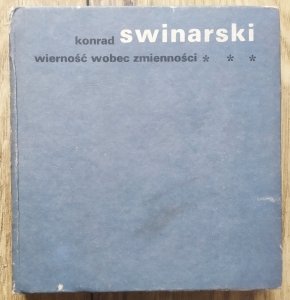 konrad swinarski
wierność wobec zmienności * * *